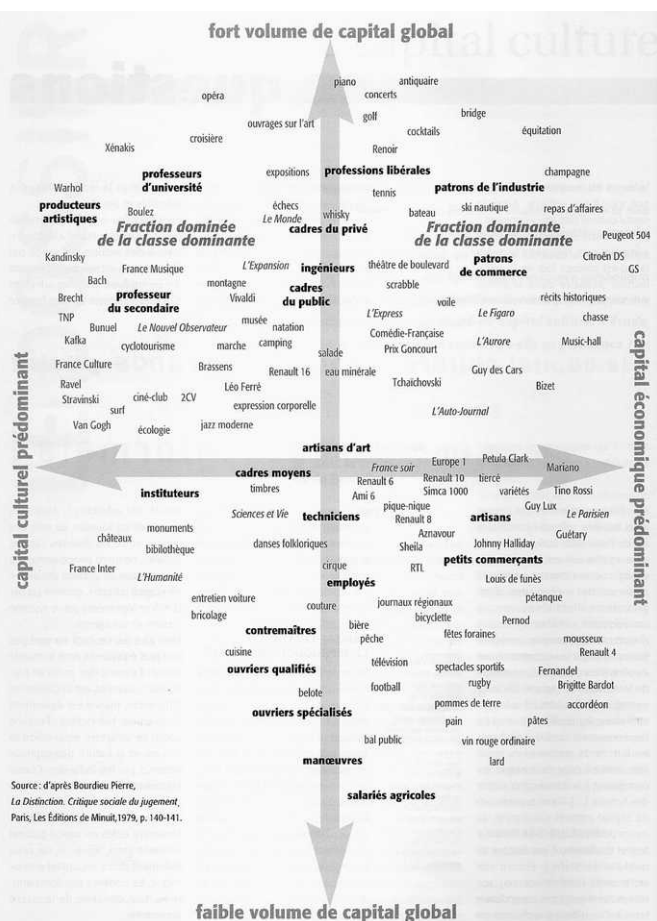 fort volume de capital global
piano
antiquaire
opéra
concerts
ouvrages sur l'art
golf
bridge
croisière
cocktails
équitation
Xénakis
Renoir
professeurs
d'université
expositions
professions libérales
champagne
Warhol
tennis
patrons de l'industrie
producteurs
artistiques
Boulez
échecs
Le Monde
whisky
bateau
ski nautique
repas d'affaires
Fraction dominée
de la classe dominante
cadres du privé
Fraction dominante
de la classe dominante
Peugeot 504
Kandinsky
France Musique
L'Expansion
ingénieurs
théâtre de boulevard
patrons
de commerce
Citroën DS
GS
Bach
montagne
cadres
du public
scrabble
Brecht
professeur
du secondaire
Vivaldi
voile
récits historiques
TNP
musée
L'Express
Le Figaro
chasse
Bunuel
Le Nouvel Observateur
natation
Kafka
cyclotourisme
marche
camping
Comédie-Française
Prix Goncourt
L'Aurore
Music-hall
salade
France Culture
Brassens
Renault 16
eau minérale
Guy des Cars
Ravel
Léo Ferré
Tchaïchovski
Bizet
Stravinski
ciné-club
2CV
expression corporelle
surf
L'Auto-Journal
Van Gogh
écologie
jazz moderne
capital culturel prédominant
capital économique prédominant
artisans d'art
cadres moyens
France soir
Europe 1
Petula Clark
Mariano
timbres
Renault 6
Renault 10
tiercé
instituteurs
Ami 6
Simca 1000
variétés
Tino Rossi
Sciences et Vie
techniciens
pique-nique
Renault 8
artisans
Guy Lux
Le Parisien
monuments
Aznavour
Guétary
châteaux
danses folkloriques
Sheila
Johnny Halliday
bibilothèque
petits commerçants
France Inter
cirque
RTL
L'Humanité
employés
Louis de funès
entretien voiture
couture
journaux régionaux
pétanque
bricolage
bicyclette
Pernod
contremaîtres
bière
pêche
fêtes foraines
mousseux
cuisine
Renault 4
ouvriers qualifiés
télévision
spectacles sportifs
Fernandel
football
rugby
Brigitte Bardot
belote
pommes de terre
accordéon
ouvriers spécialisés
pain
pâtes
bal public
vin rouge ordinaire
manœuvres
lard
Source : d'après Bourdieu Pierre,
La Distinction. Critique sociale du jugement,
Paris, Les Éditions de Minuit,1979, p. 140-141.
salariés agricoles
faible volume de capital global